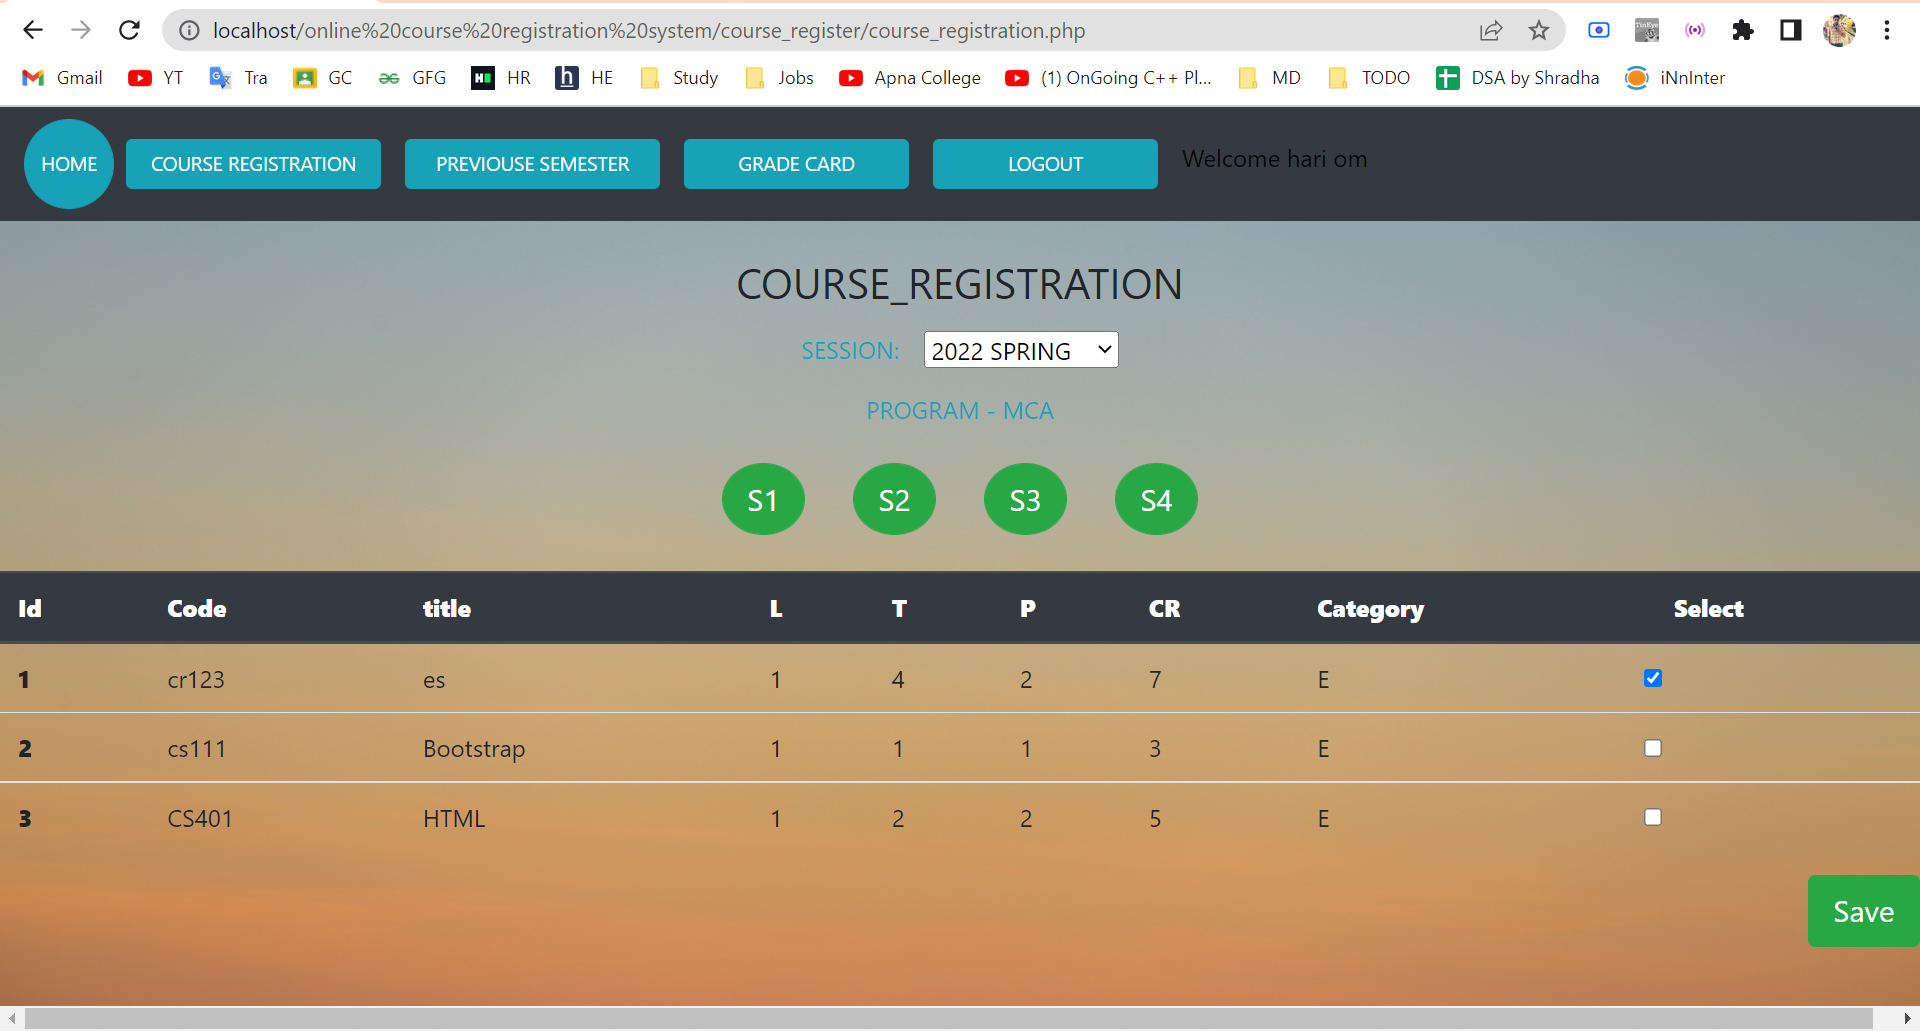 localhost/online%20course%20registration%20system/course_register/course_registration.php
Gmail YT Tra GC GFG HR HE Study Jobs Apna College (1) OnGoing C++ Pl... MD TODO DSA by Shradha iNnInter
HOME COURSE REGISTRATION PREVIOUSE SEMESTER GRADE CARD LOGOUT Welcome hari om
COURSE_REGISTRATION
SESSION: 2022 SPRING
PROGRAM - MCA
S1 S2 S3 S4
Id Code title L T P CR Category Select
1 cr123 es 1 4 2 7 E
2 cs111 Bootstrap 1 1 1 3 E
3 CS401 HTML 1 2 2 5 E
Save